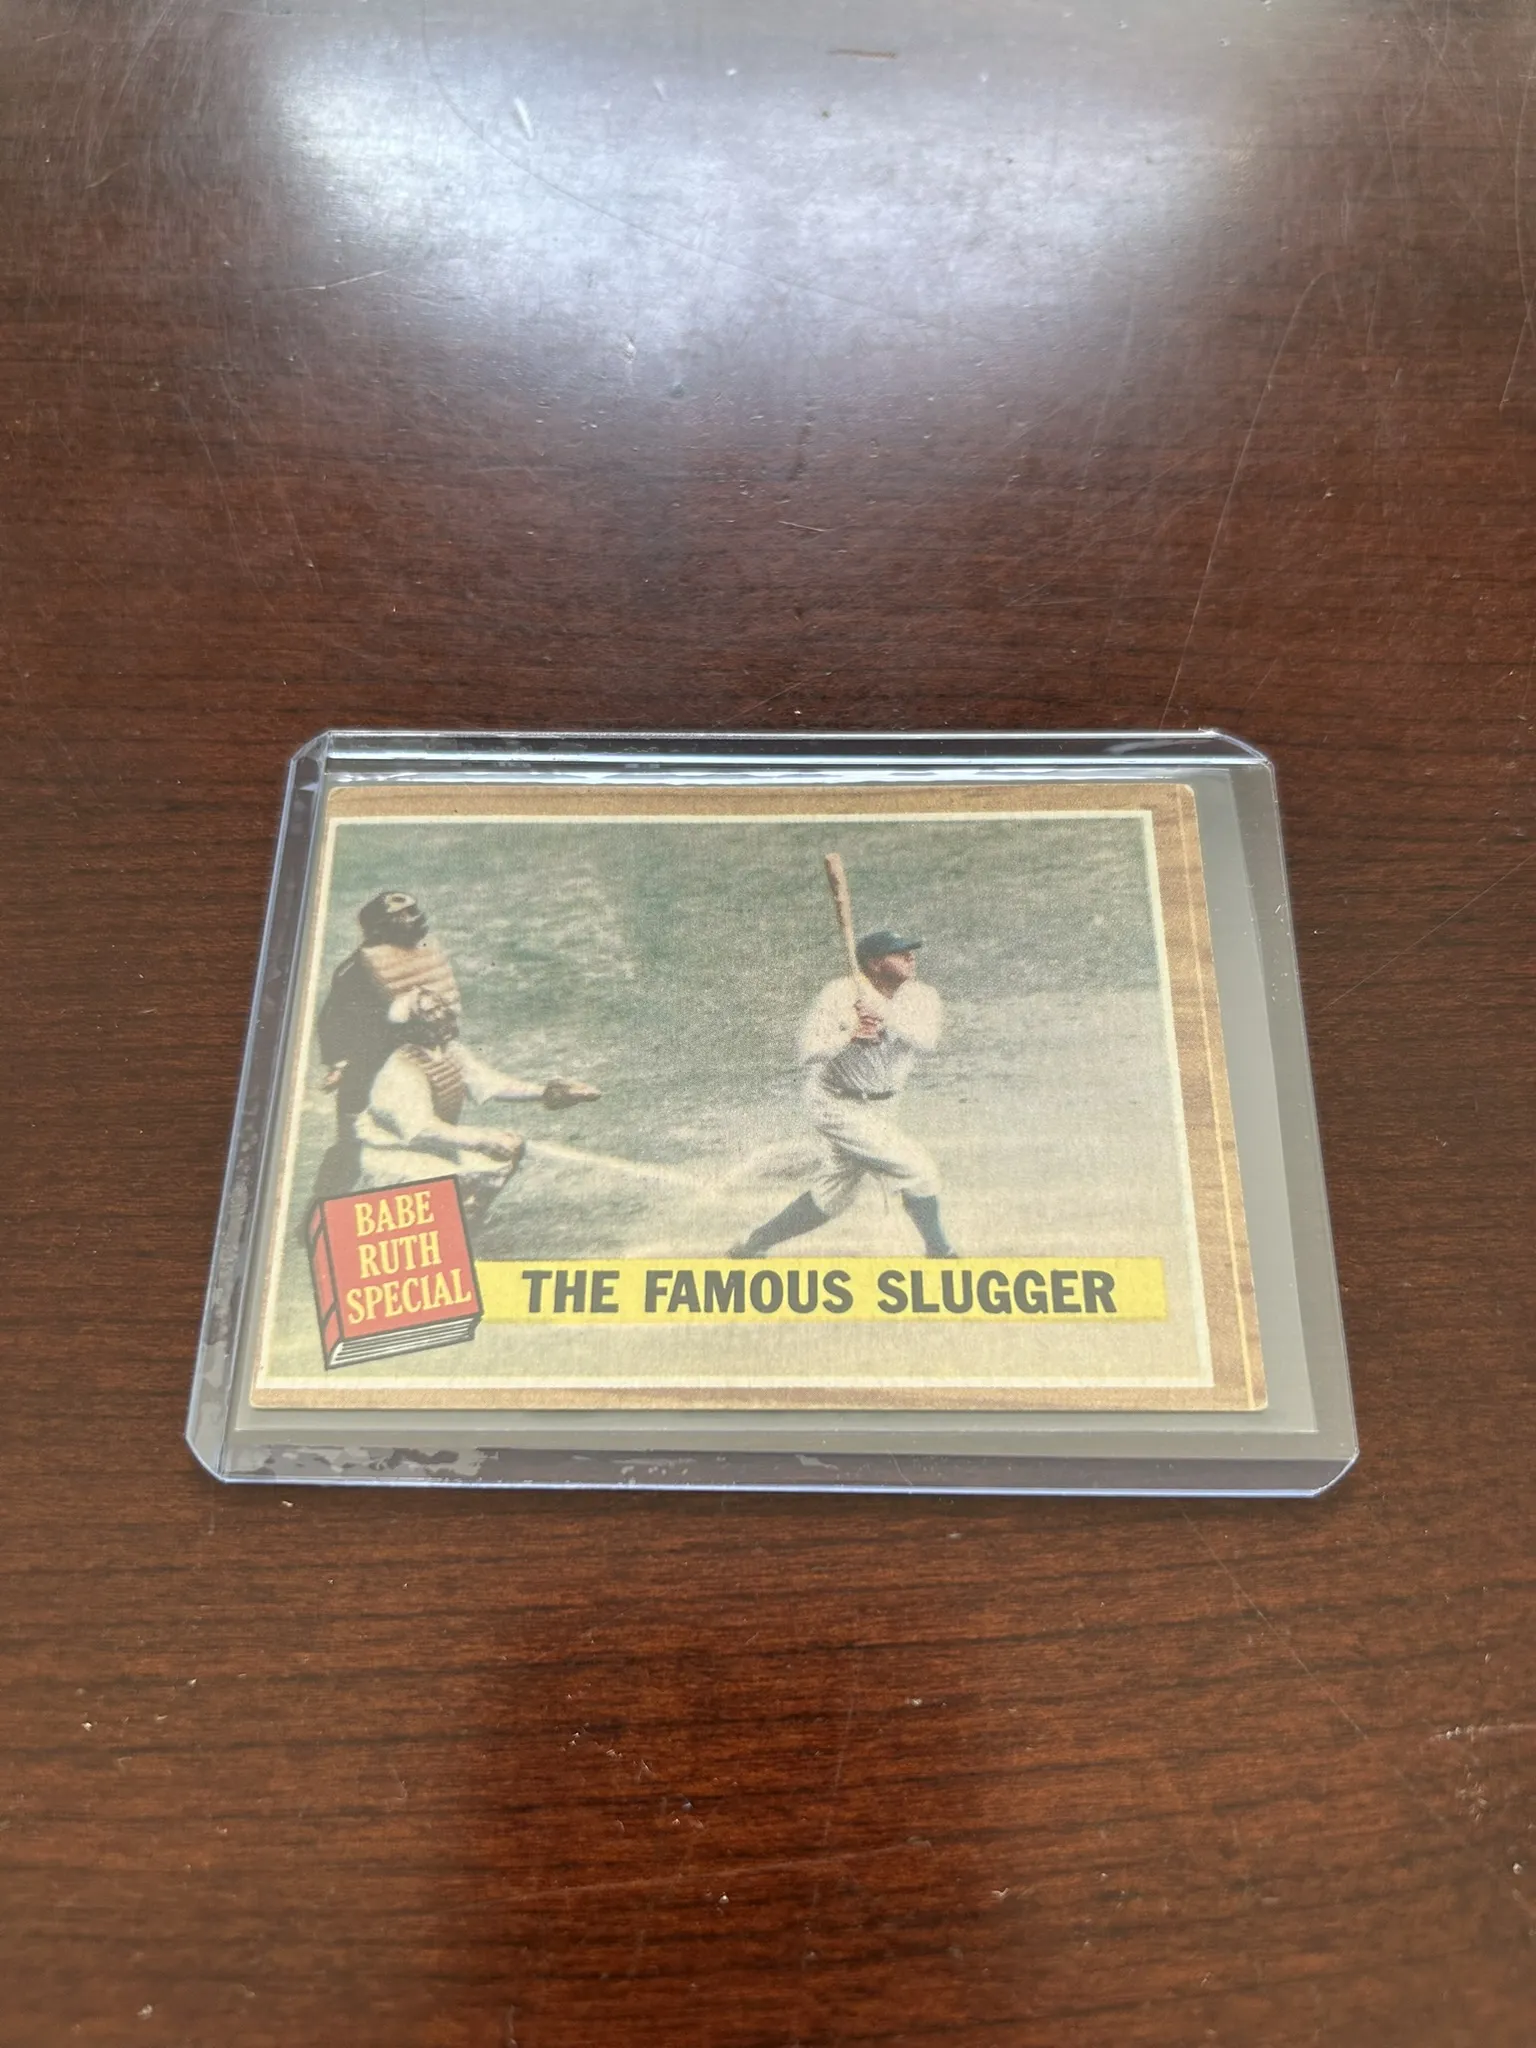 BABE
RUTH
SPECIAL
THE FAMOUS SLUGGER